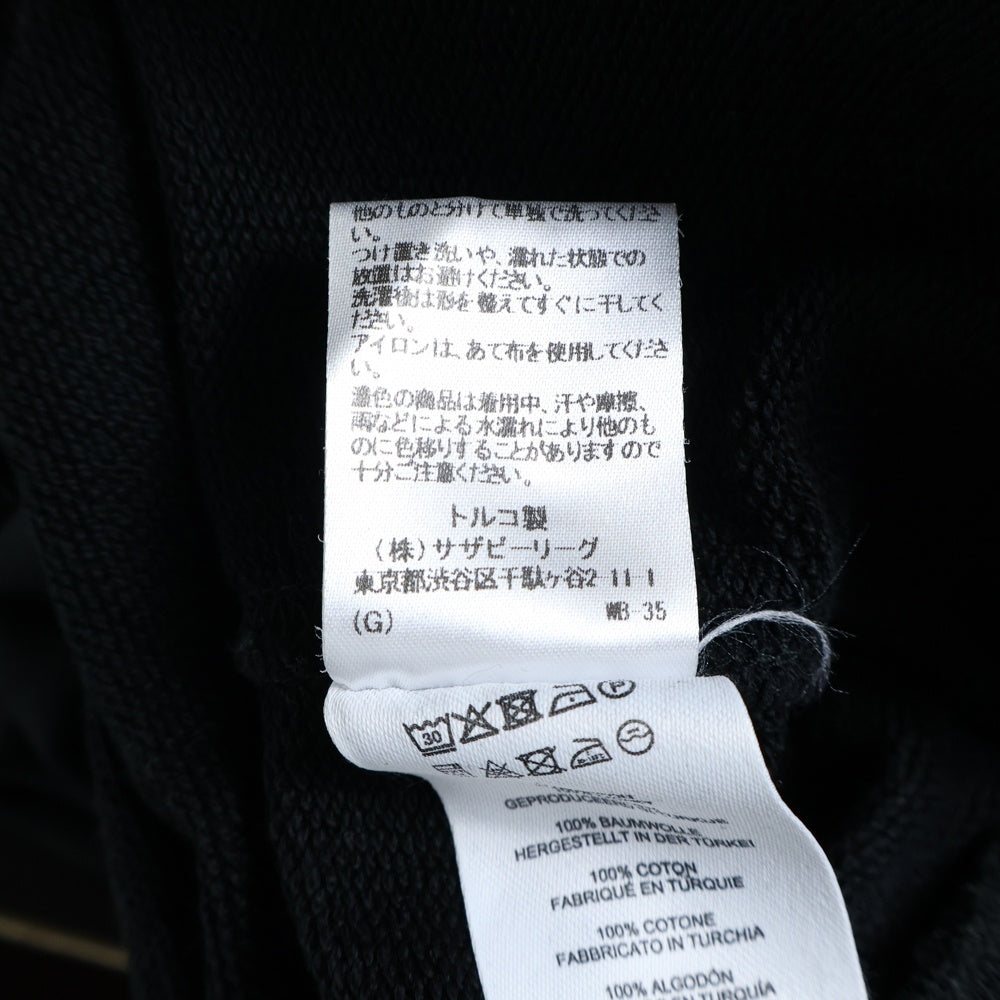 他のものと分けて単独で洗ってくださ
い。
つけ置き洗いや、濡れた状態での
放置はお避けください。
洗濯後は形を整えてすぐに干してく
ださい。
アイロンは、あて布を使用してくださ
い。
濃色の商品は着用中、汗や摩擦、
雨などによる水濡れにより他のも
のに色移りすることがありますので
十分ご注意ください。
トルコ製
(株)サザビーリーグ
東京都渋谷区千駄ヶ谷2-11-1
(G) WB-35
30
P
GEPRODUCEERD
100% BAUMWOLLE
HERGESTELLT IN DER TÜRKEI
100% COTON
FABRIQUÉ EN TURQUIE
100% COTONE
FABBRICATO IN TURCHIA
100% ALGODÓN
EN TURQUÍA